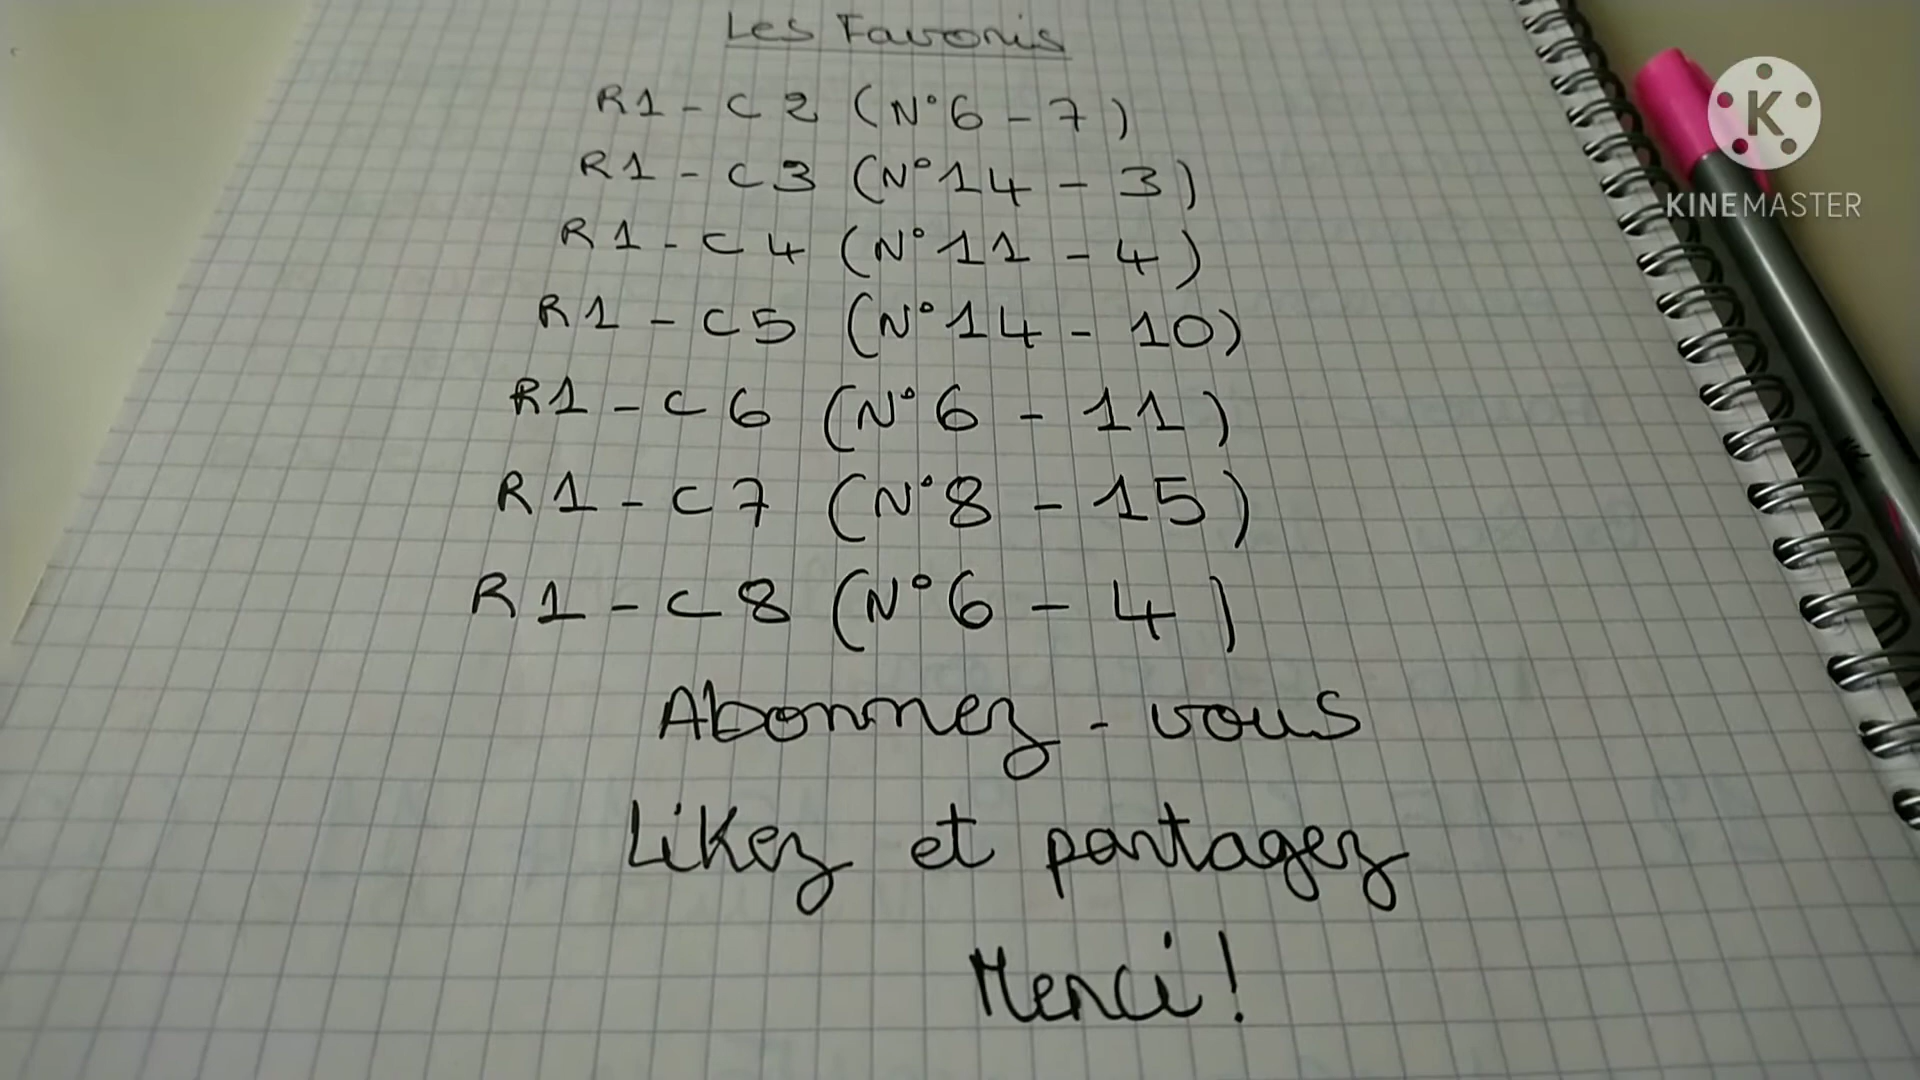 Les Favoris
R1 - C2 (N°6 - 7)
R1 - C3 (N°14 - 3)
R1 - C4 (N°11 - 4)
R1 - C5 (N°14 - 10)
R1 - C6 (N°6 - 11)
R1 - C7 (N°8 - 15)
R1 - C8 (N°6 - 4)
Abonnez-vous
Likez et partagez
Merci!
K
KINEMASTER